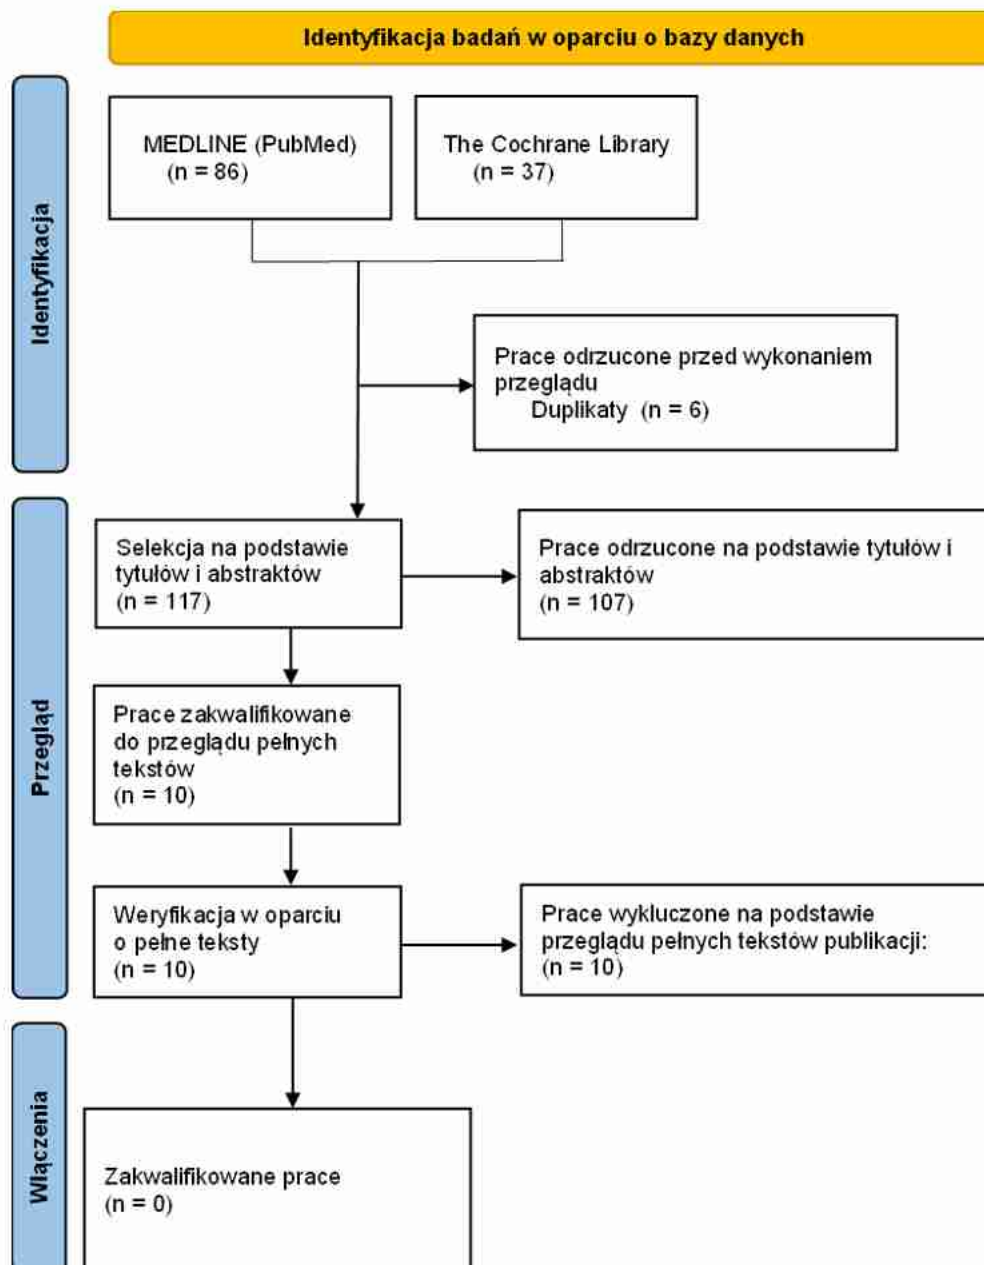 Identyfikacja badań w oparciu o bazy danych
Identyfikacja
MEDLINE (PubMed)
(n = 86)
The Cochrane Library
(n = 37)
Prace odrzucone przed wykonaniem
przeglądu
Duplikaty (n = 6)
Przegląd
Selekcja na podstawie
tytułów i abstraktów
(n = 117)
Prace odrzucone na podstawie tytułów i
abstraktów
(n = 107)
Prace zakwalifikowane
do przeglądu pełnych
tekstów
(n = 10)
Weryfikacja w oparciu
o pełne teksty
(n = 10)
Prace wykluczone na podstawie
przeglądu pełnych tekstów publikacji:
(n = 10)
Włączenia
Zakwalifikowane prace
(n = 0)